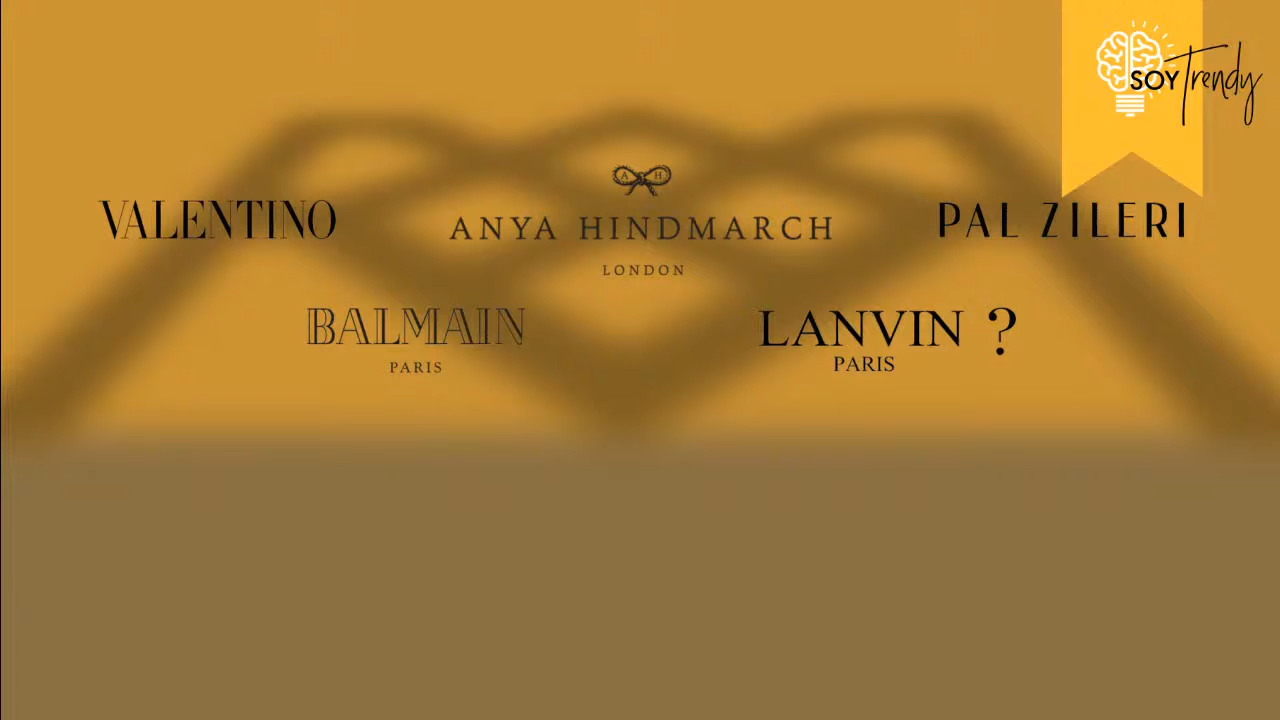 SOY Trendy
VALENTINO
A H
ANYA HINDMARCH
LONDON
PAL ZILERI
BALMAIN
PARIS
LANVIN ?
PARIS